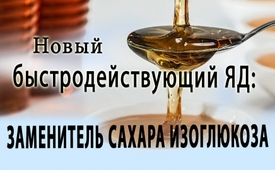 Новый
быстродействующий ЯД:
ЗАМЕНИТЕЛЬ САХАРА ИЗОГЛЮКОЗА